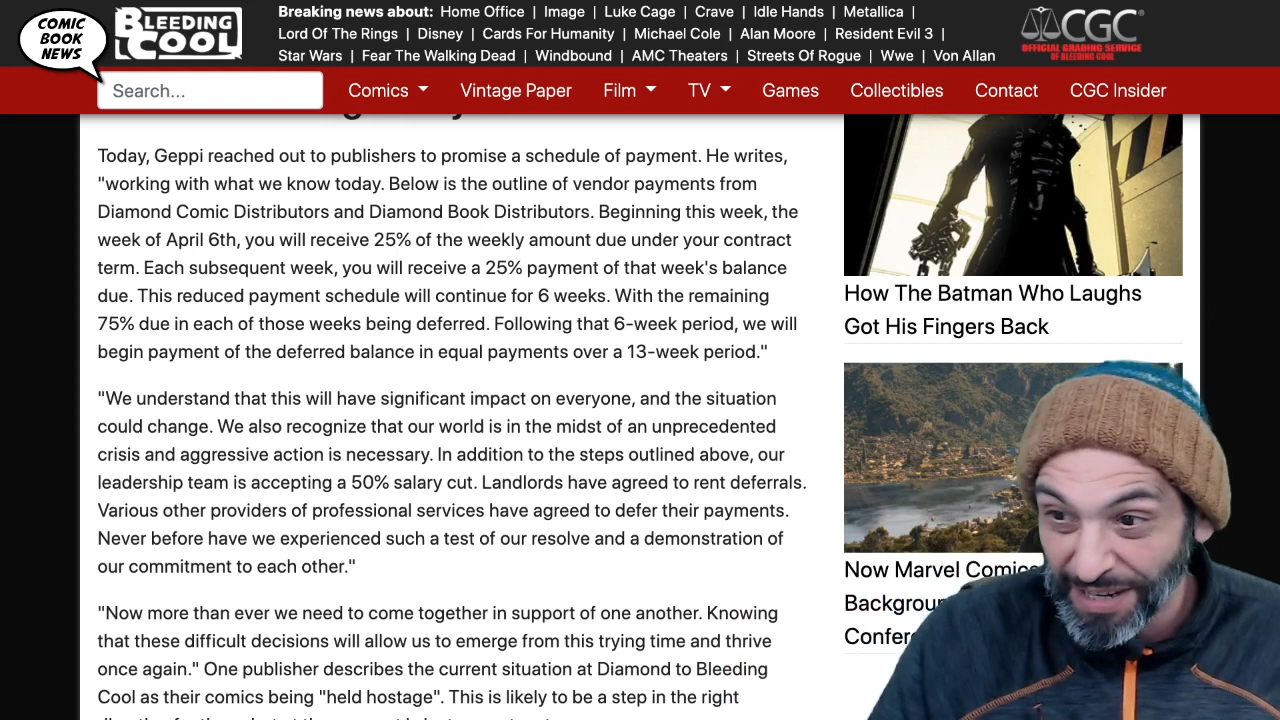 COMIC
BOOK
NEWS
BLEEDING
COOL
Breaking news about: Home Office | Image | Luke Cage | Crave | Idle Hands | Metallica |
Lord Of The Rings | Disney | Cards For Humanity | Michael Cole | Alan Moore | Resident Evil 3 |
Star Wars | Fear The Walking Dead | Windbound | AMC Theaters | Streets Of Rogue | Wwe | Von Allan
CGC
OFFICIAL GRADING SERVICE
OF BLEEDING COOL
Search...
Comics
Vintage Paper
Film
TV
Games
Collectibles
Contact
CGC Insider
Today, Geppi reached out to publishers to promise a schedule of payment. He writes,
"working with what we know today. Below is the outline of vendor payments from
Diamond Comic Distributors and Diamond Book Distributors. Beginning this week, the
week of April 6th, you will receive 25% of the weekly amount due under your contract
term. Each subsequent week, you will receive a 25% payment of that week's balance
due. This reduced payment schedule will continue for 6 weeks. With the remaining
75% due in each of those weeks being deferred. Following that 6-week period, we will
begin payment of the deferred balance in equal payments over a 13-week period."
"We understand that this will have significant impact on everyone, and the situation
could change. We also recognize that our world is in the midst of an unprecedented
crisis and aggressive action is necessary. In addition to the steps outlined above, our
leadership team is accepting a 50% salary cut. Landlords have agreed to rent deferrals.
Various other providers of professional services have agreed to defer their payments.
Never before have we experienced such a test of our resolve and a demonstration of
our commitment to each other."
"Now more than ever we need to come together in support of one another. Knowing
that these difficult decisions will allow us to emerge from this trying time and thrive
once again." One publisher describes the current situation at Diamond to Bleeding
Cool as their comics being "held hostage". This is likely to be a step in the right
How The Batman Who Laughs
Got His Fingers Back
Now Marvel Comics